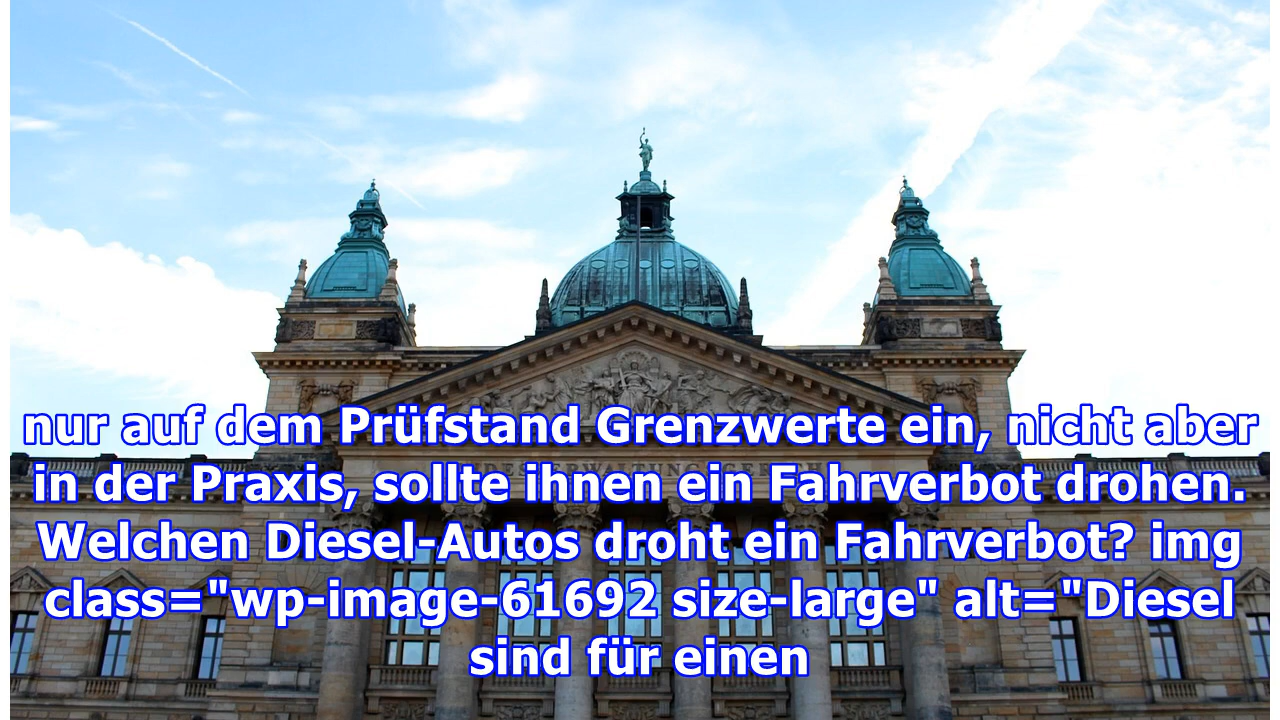 nur auf dem Prüfstand Grenzwerte ein, nicht aber
in der Praxis, sollte ihnen ein Fahrverbot drohen.
Welchen Diesel-Autos droht ein Fahrverbot? img
class="wp-image-61692 size-large" alt="Diesel
sind für einen